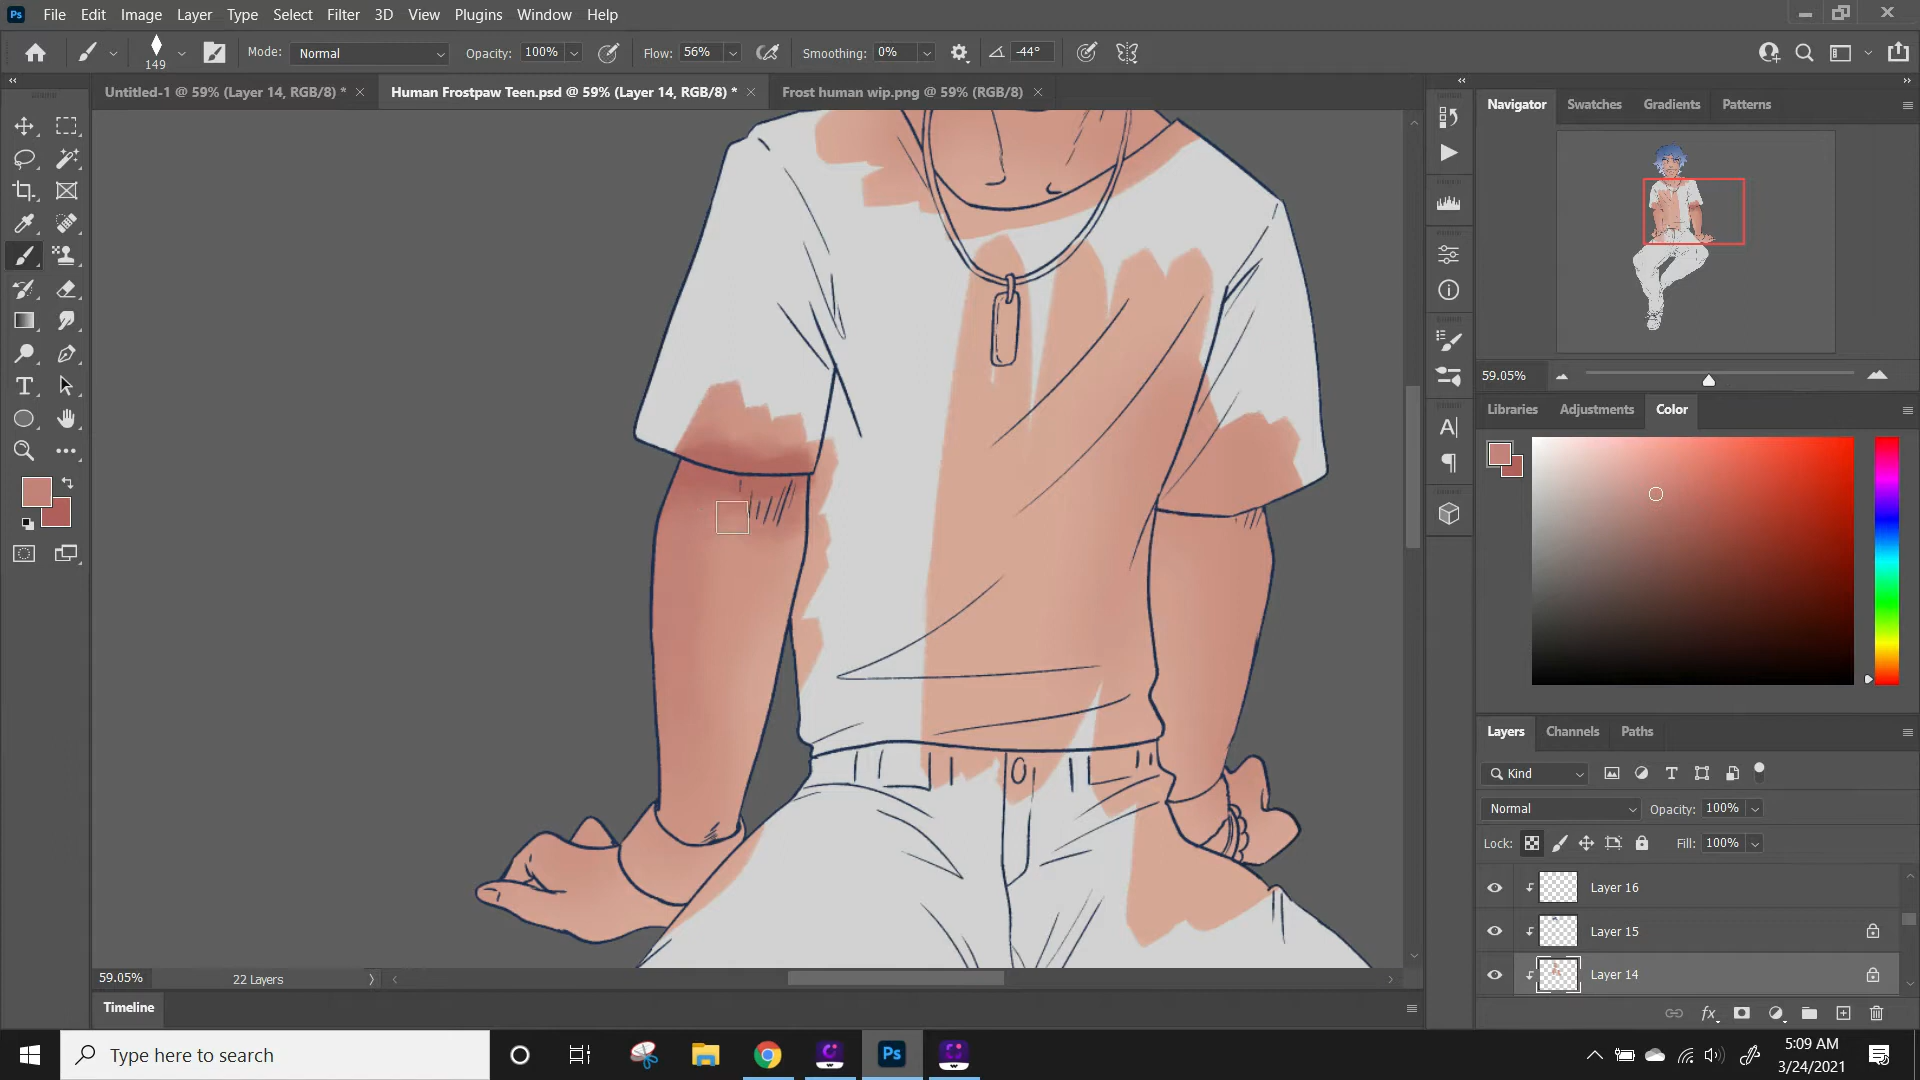 Ps File Edit Image Layer Type Select Filter 3D View Plugins Window Help
149 Mode: Normal Opacity: 100% Flow: 56% Smoothing: 0% -44°
Untitled-1 @ 59% (Layer 14, RGB/8) * Human Frostpaw Teen.psd @ 59% (Layer 14, RGB/8) * Frost human wip.png @ 59% (RGB/8)
Navigator Swatches Gradients Patterns
59.05%
Libraries Adjustments Color
Layers Channels Paths
Kind
Normal Opacity: 100%
Lock: Fill: 100%
Layer 16
Layer 15
Layer 14
59.05% 22 Layers
Timeline
Type here to search
Ps
5:09 AM
3/24/2021